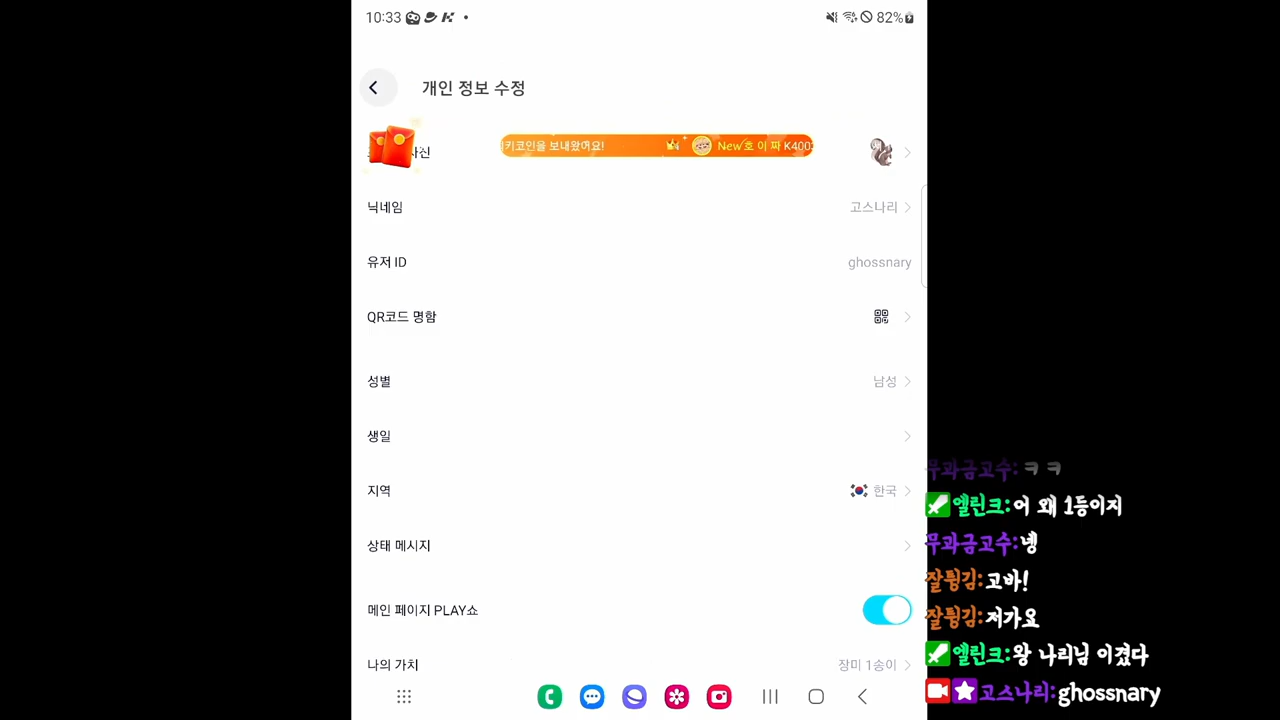 10:33
82%
개인 정보 수정
사진
키코인을 보내왔어요!
New호 이 짜 K400
닉네임
고스나리
유저 ID
ghossnary
QR코드 명함
성별
남성
생일
지역
한국
상태 메시지
메인 페이지 PLAY쇼
나의 가치
장미 1송이
무과금고수: ㅋㅋ
엘린크: 어 왜 1등이지
무과금고수: 넹
잘튕김: 고바!
잘튕김: 저가요
엘린크: 왕 나리님 이겼다
고스나리: ghossnary